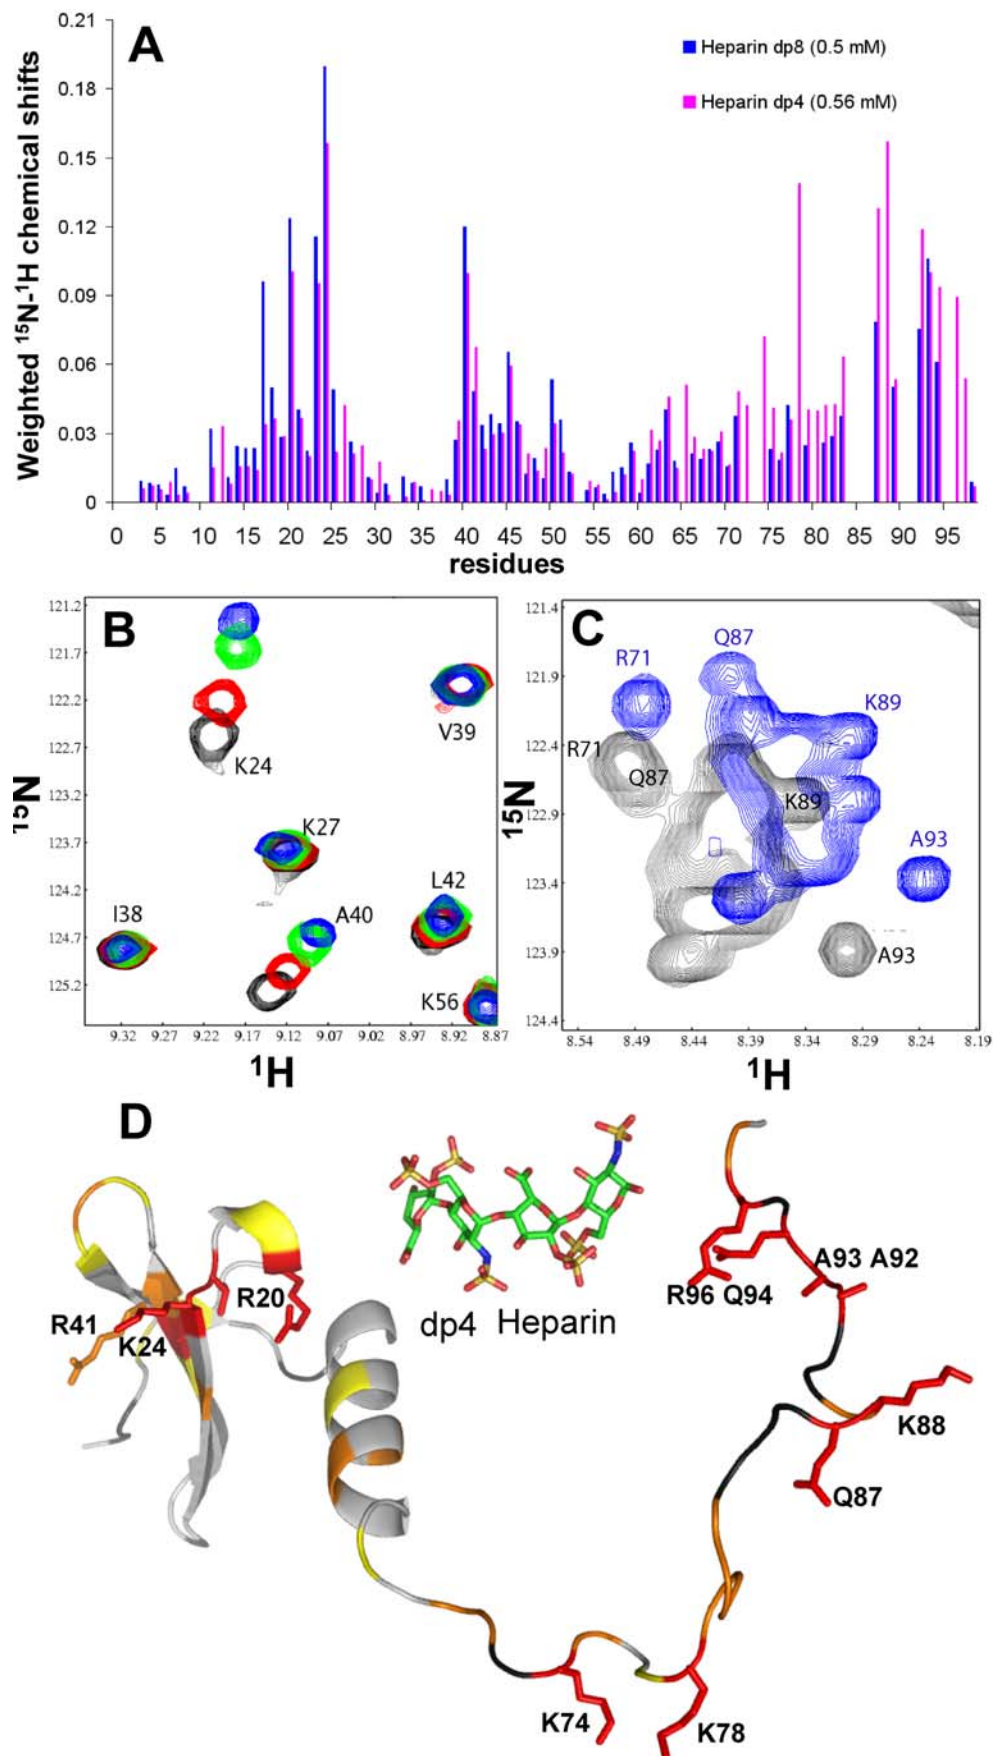 A
Heparin dp8 (0.5 mM)
Heparin dp4 (0.56 mM)
Weighted ¹⁵N-¹H chemical shifts
0.21
0.18
0.15
0.12
0.09
0.06
0.03
0
0 5 10 15 20 25 30 35 40 45 50 55 60 65 70 75 80 85 90 95
residues
B
121.2
121.7
122.2
122.7
123.2
123.7
124.2
124.7
125.2
¹⁵N
K24
V39
K27
I38
A40
L42
K56
9.32 9.27 9.22 9.17 9.12 9.07 9.02 8.97 8.92 8.87
¹H
C
121.4
121.9
122.4
122.9
123.4
123.9
124.4
¹⁵N
Q87
R71
K89
R71
Q87
K89
A93
A93
8.54 8.49 8.44 8.39 8.34 8.29 8.24 8.19
¹H
D
R41
K24
R20
dp4 Heparin
A93 A92
R96 Q94
K88
Q87
K74
K78